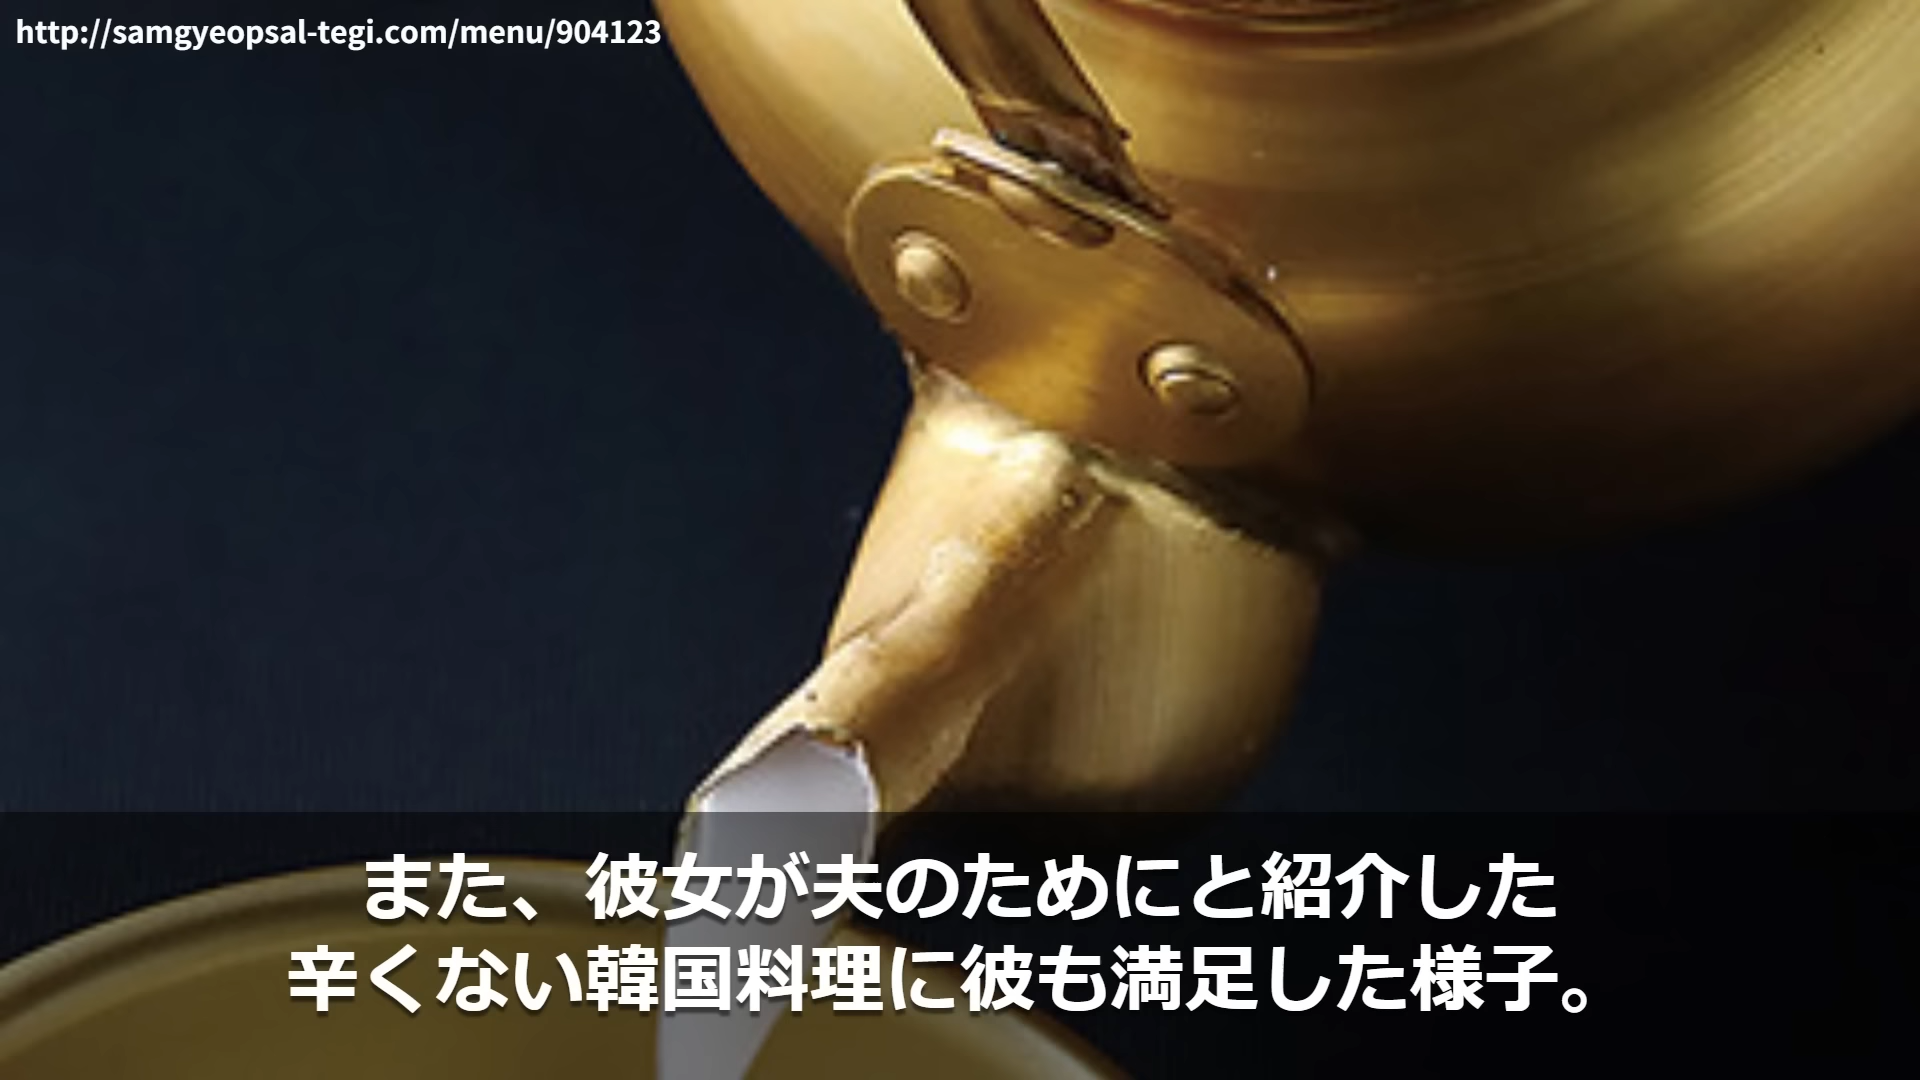 http://samgyeopsal-tegi.com/menu/904123
また、彼女が夫のためにと紹介した
辛くない韓国料理に彼も満足した様子。